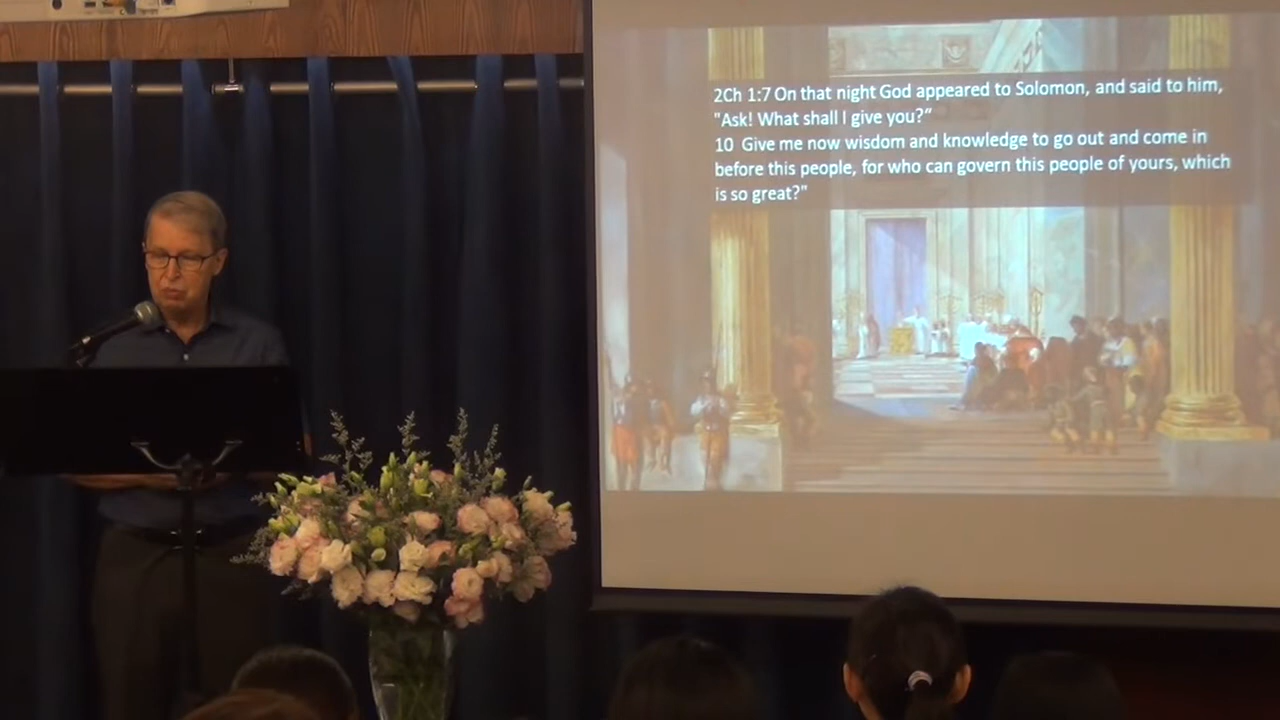 2Ch 1:7 On that night God appeared to Solomon, and said to him,
"Ask! What shall I give you?“
10 Give me now wisdom and knowledge to go out and come in
before this people, for who can govern this people of yours, which
is so great?"